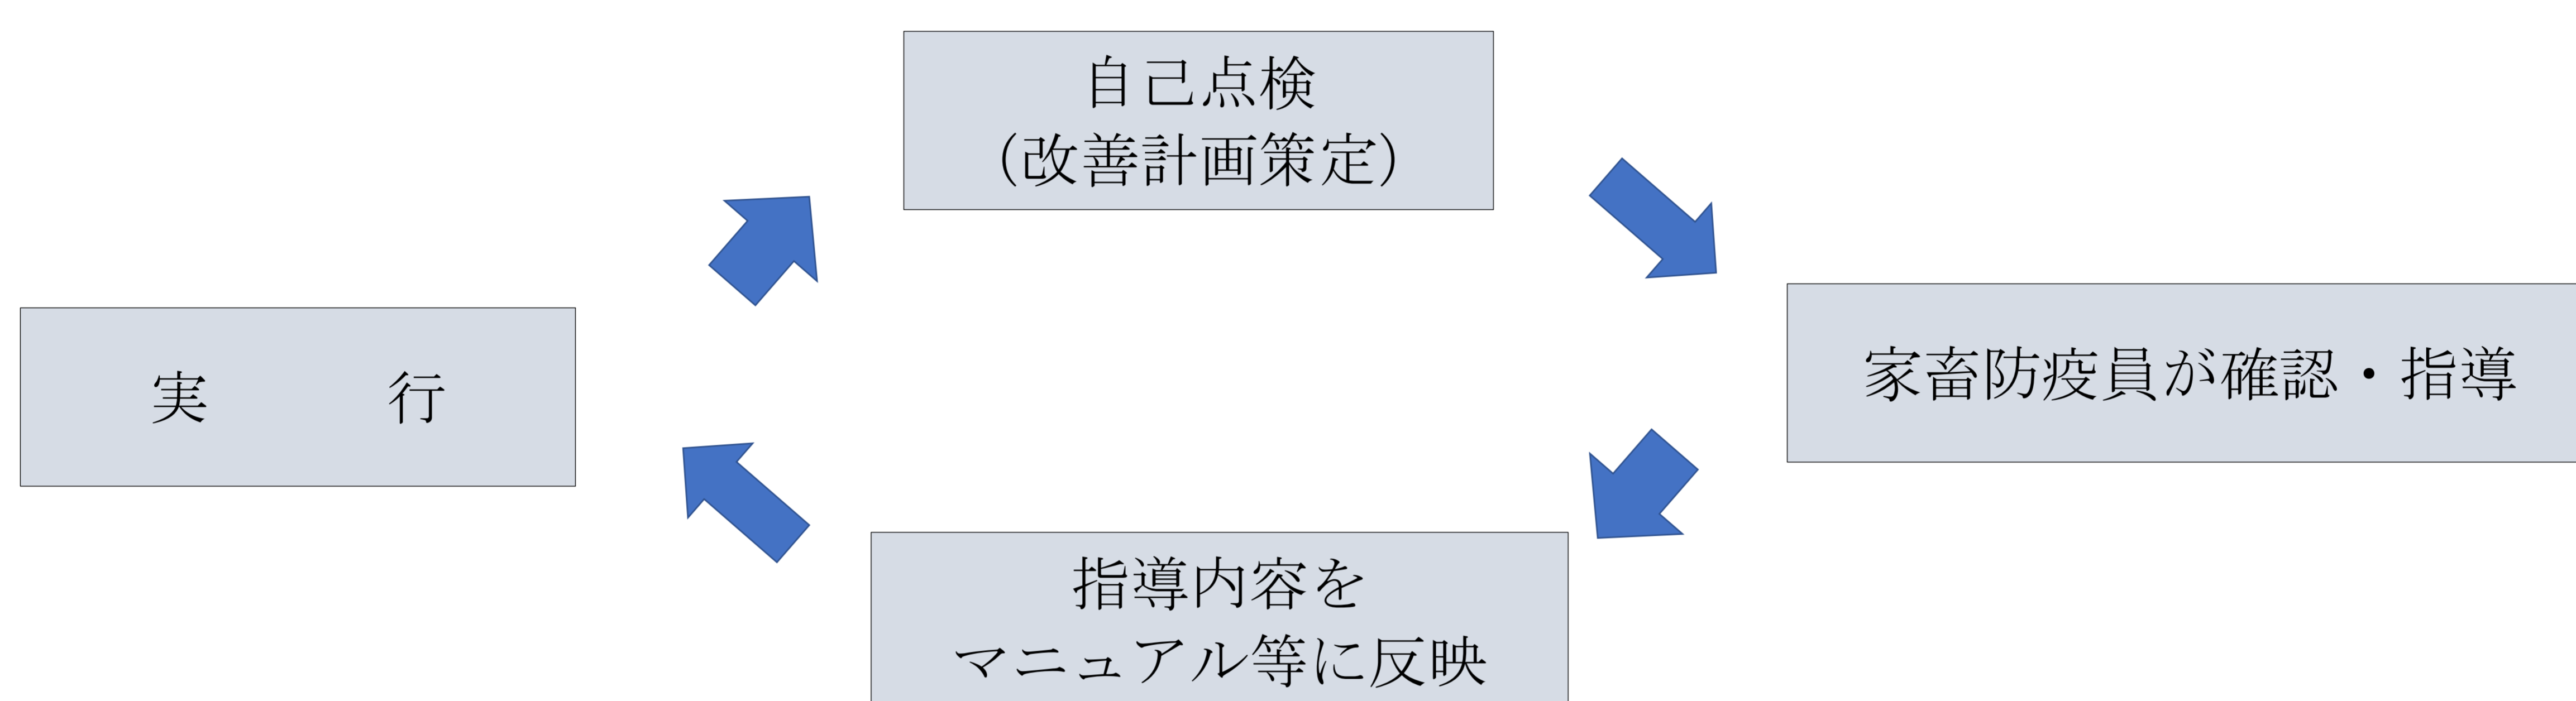 自己点検
（改善計画策定）
家畜防疫員が確認・指導
指導内容を
マニュアル等に反映
実　　　行